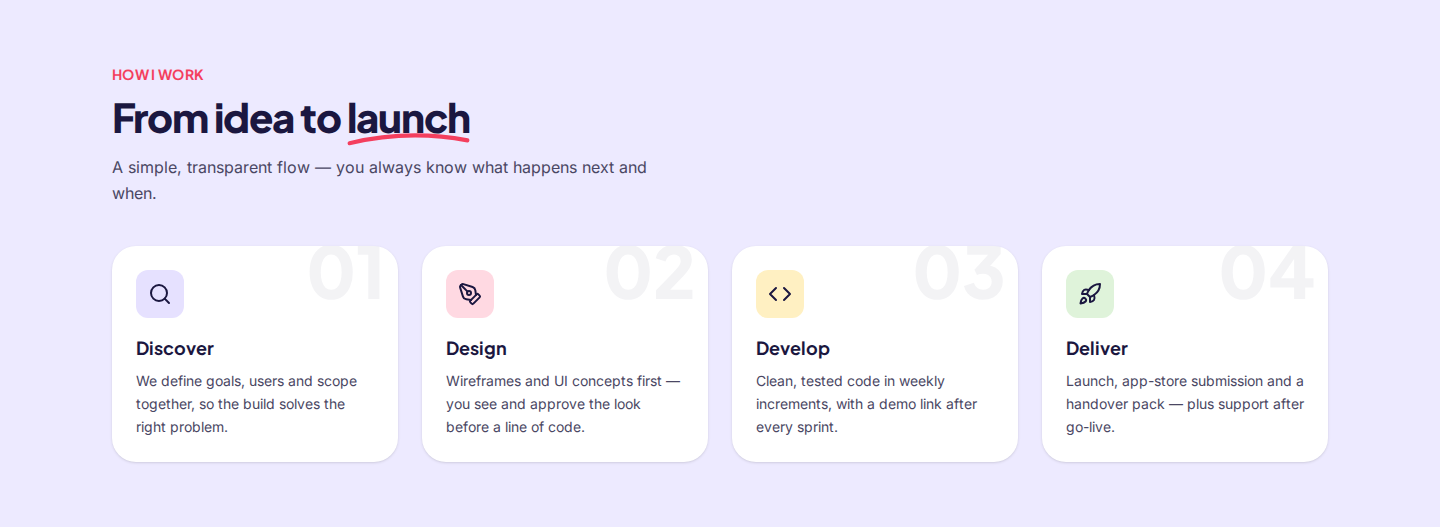 HOW I WORK
From idea to launch
A simple, transparent flow — you always know what happens next and
when.
01
Discover
We define goals, users and scope
together, so the build solves the
right problem.
02
Design
Wireframes and UI concepts first —
you see and approve the look
before a line of code.
03
Develop
Clean, tested code in weekly
increments, with a demo link after
every sprint.
04
Deliver
Launch, app-store submission and a
handover pack — plus support after
go-live.